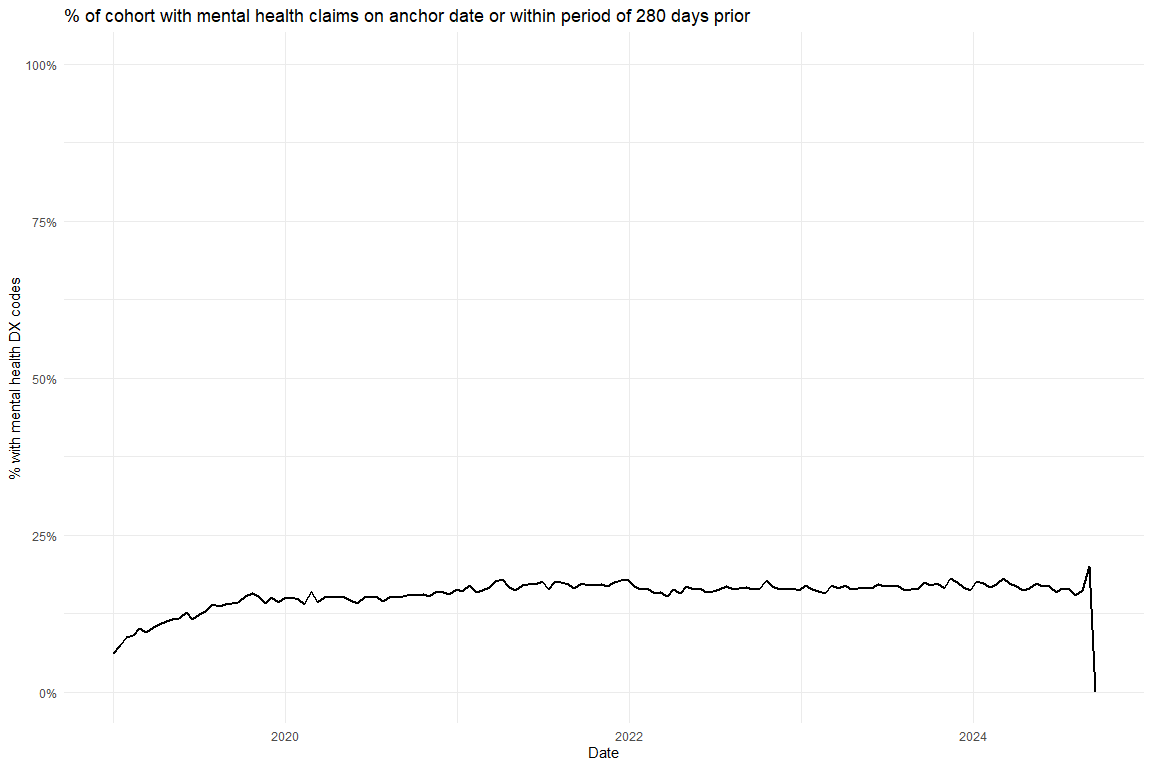 % of cohort with mental health claims on anchor date or within period of 280 days prior
100%
75%
50%
25%
0%
% with mental health DX codes
2020
2022
2024
Date